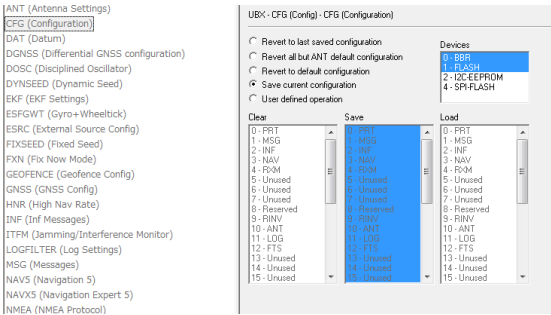 ANT (Antenna Settings)
CFG (Configuration)
DAT (Datum)
DGNSS (Differential GNSS configuration)
DOSC (Disciplined Oscillator)
DYNSEED (Dynamic Seed)
EKF (EKF Settings)
ESFGWT (Gyro+Wheeltick)
ESRC (External Source Config)
FIXSEED (Fixed Seed)
FXN (Fix Now Mode)
GEOFENCE (Geofence Config)
GNSS (GNSS Config)
HNR (High Nav Rate)
INF (Inf Messages)
ITFM (Jamming/Interference Monitor)
LOGFILTER (Log Settings)
MSG (Messages)
NAV5 (Navigation 5)
NAVX5 (Navigation Expert 5)
NMEA (NMEA Protocol)
UBX - CFG (Config) - CFG (Configuration)
Revert to last saved configuration
Revert all but ANT default configuration
Revert to default configuration
Save current configuration
User defined operation
Devices
0 - BBR
1 - FLASH
2 - I2C-EEPROM
4 - SPI-FLASH
Clear
0 - PRT
1 - MSG
2 - INF
3 - NAV
4 - RXM
5 - Unused
6 - Unused
7 - Unused
8 - Reserved
9 - RINV
10 - ANT
11 - LOG
12 - FTS
13 - Unused
14 - Unused
15 - Unused
Save
0 - PRT
1 - MSG
2 - INF
3 - NAV
4 - RXM
5 - Unused
6 - Unused
7 - Unused
8 - Reserved
9 - RINV
10 - ANT
11 - LOG
12 - FTS
13 - Unused
14 - Unused
15 - Unused
Load
0 - PRT
1 - MSG
2 - INF
3 - NAV
4 - RXM
5 - Unused
6 - Unused
7 - Unused
8 - Reserved
9 - RINV
10 - ANT
11 - LOG
12 - FTS
13 - Unused
14 - Unused
15 - Unused